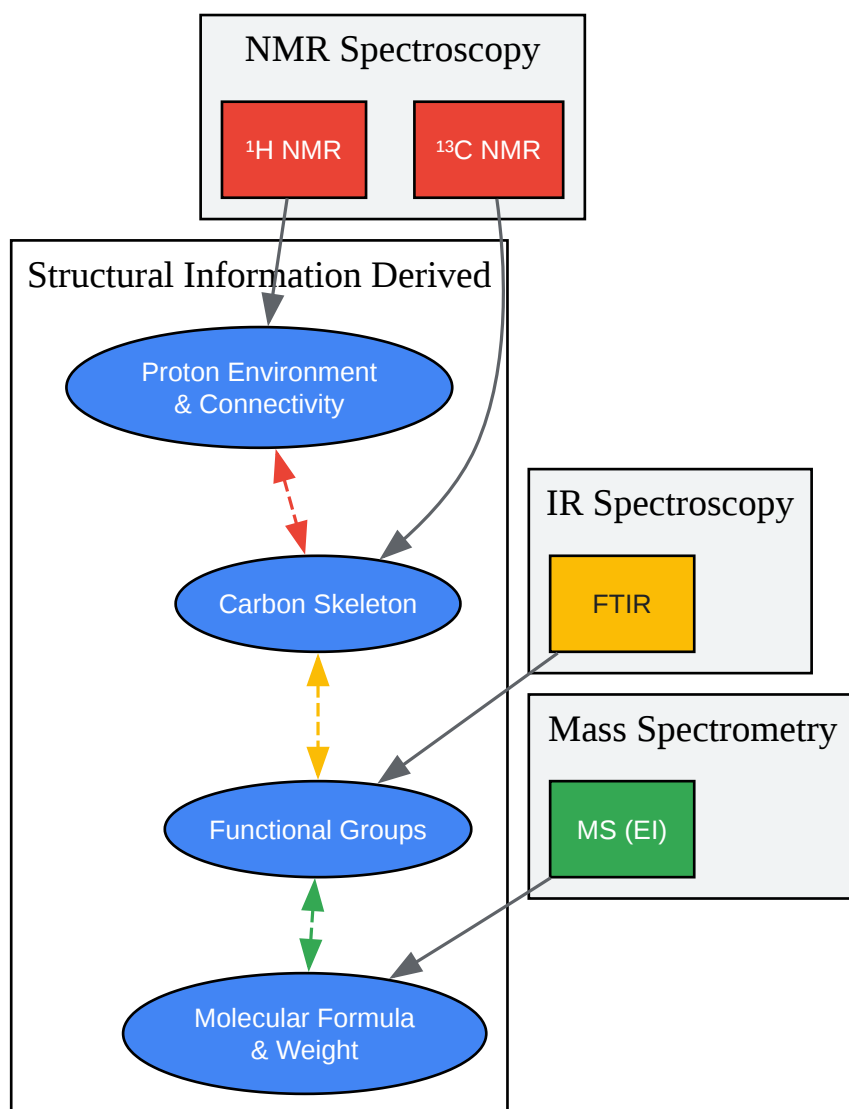 NMR Spectroscopy
¹H NMR
¹³C NMR
Structural Information Derived
Proton Environment
& Connectivity
Carbon Skeleton
Functional Groups
Molecular Formula
& Weight
IR Spectroscopy
FTIR
Mass Spectrometry
MS (EI)